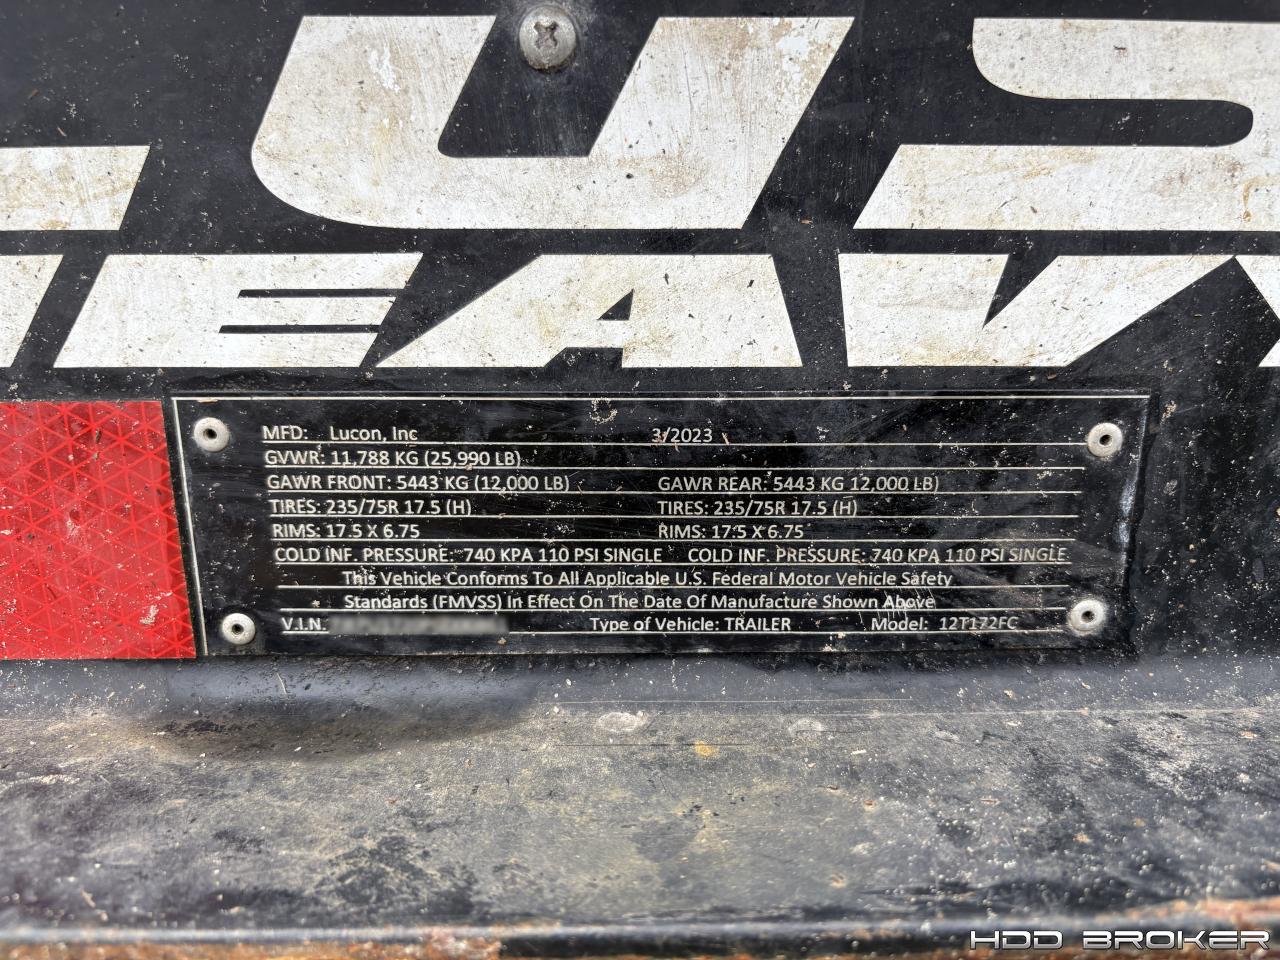 US
HEAVY
MFD: Lucon, Inc 3/2023
GVWR: 11,788 KG (25,990 LB)
GAWR FRONT: 5443 KG (12,000 LB) GAWR REAR: 5443 KG 12,000 LB)
TIRES: 235/75R 17.5 (H) TIRES: 235/75R 17.5 (H)
RIMS: 17.5 X 6.75 RIMS: 17.5 X 6.75
COLD INF. PRESSURE: 740 KPA 110 PSI SINGLE COLD INF. PRESSURE: 740 KPA 110 PSI SINGLE
This Vehicle Conforms To All Applicable U.S. Federal Motor Vehicle Safety
Standards (FMVSS) In Effect On The Date Of Manufacture Shown Above
V.I.N. Type of Vehicle: TRAILER Model: 12T172FC
HDD BROKER